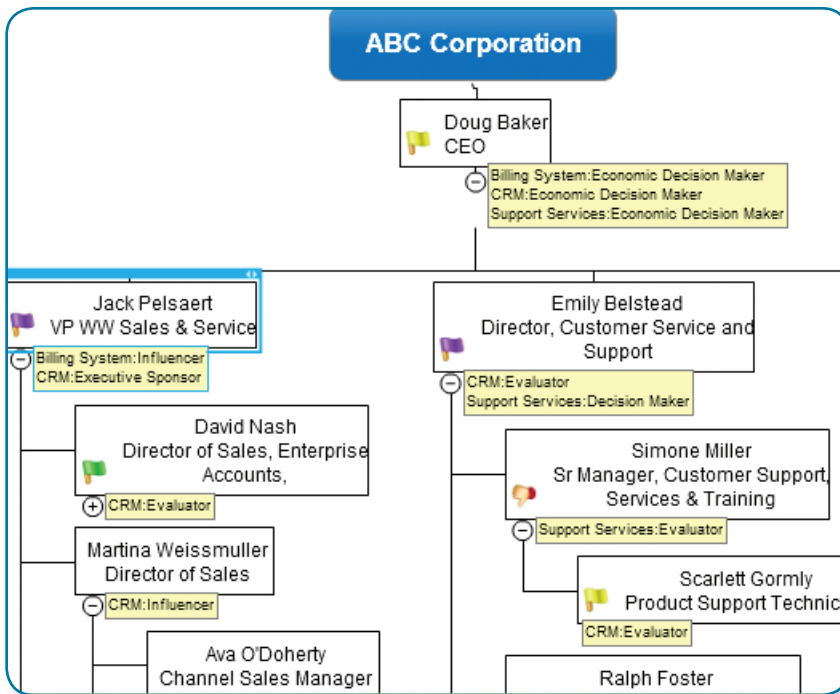 ABC Corporation
Doug Baker
CEO
Billing System:Economic Decision Maker
CRM:Economic Decision Maker
Support Services:Economic Decision Maker
Jack Pelsaert
VP WW Sales & Service
Billing System:Influencer
CRM:Executive Sponsor
David Nash
Director of Sales, Enterprise
Accounts,
CRM:Evaluator
Martina Weissmuller
Director of Sales
CRM:Influencer
Ava O'Doherty
Channel Sales Manager
Emily Belstead
Director, Customer Service and
Support
CRM:Evaluator
Support Services:Decision Maker
Simone Miller
Sr Manager, Customer Support,
Services & Training
Support Services:Evaluator
Scarlett Gormly
Product Support Technic
CRM:Evaluator
Ralph Foster